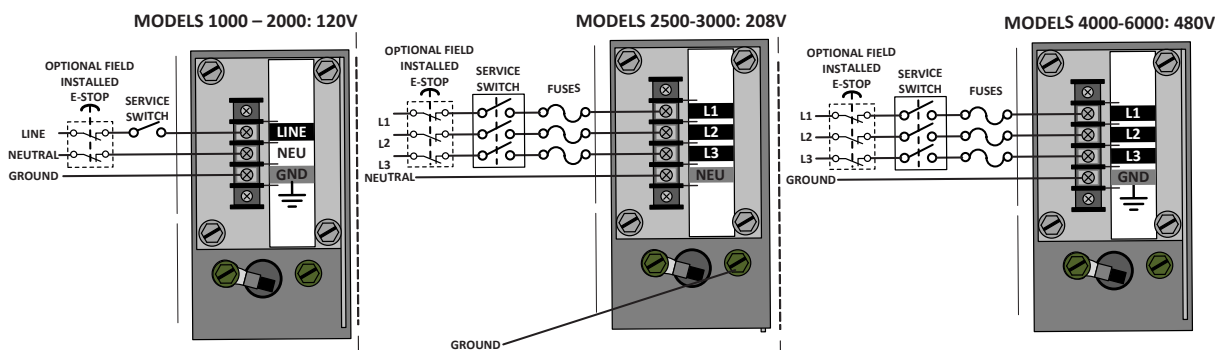 MODELS 1000 – 2000: 120V
OPTIONAL FIELD
INSTALLED
E-STOP
SERVICE
SWITCH
LINE
NEUTRAL
GROUND
LINE
NEU
GND
MODELS 2500-3000: 208V
OPTIONAL FIELD
INSTALLED
E-STOP
SERVICE
SWITCH
FUSES
L1
L2
L3
NEUTRAL
L1
L2
L3
NEU
GROUND
MODELS 4000-6000: 480V
OPTIONAL FIELD
INSTALLED
E-STOP
SERVICE
SWITCH
FUSES
L1
L2
L3
GROUND
L1
L2
L3
GND